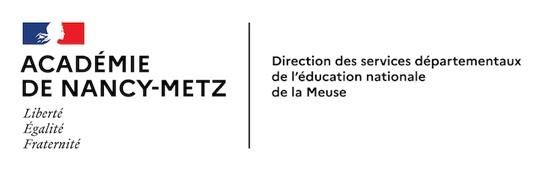 ACADÉMIE
DE NANCY-METZ
Liberté
Égalité
Fraternité
Direction des services départementaux
de l'éducation nationale
de la Meuse